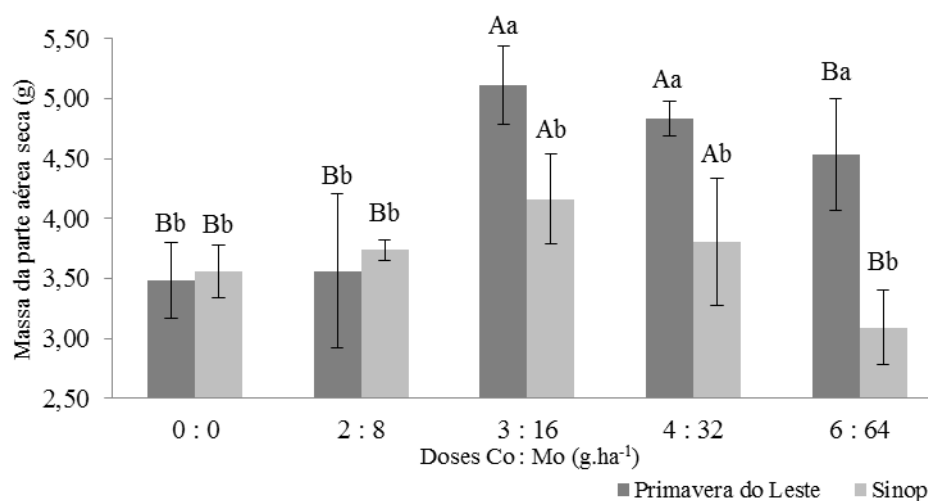 Massa da parte aérea seca (g)
5,50
5,00
4,50
4,00
3,50
3,00
2,50
Bb Bb
Bb Bb
Aa Ab
Aa Ab
Ba Bb
0 : 0 2 : 8 3 : 16 4 : 32 6 : 64
Doses Co : Mo (g.ha⁻¹)
Primavera do Leste Sinop